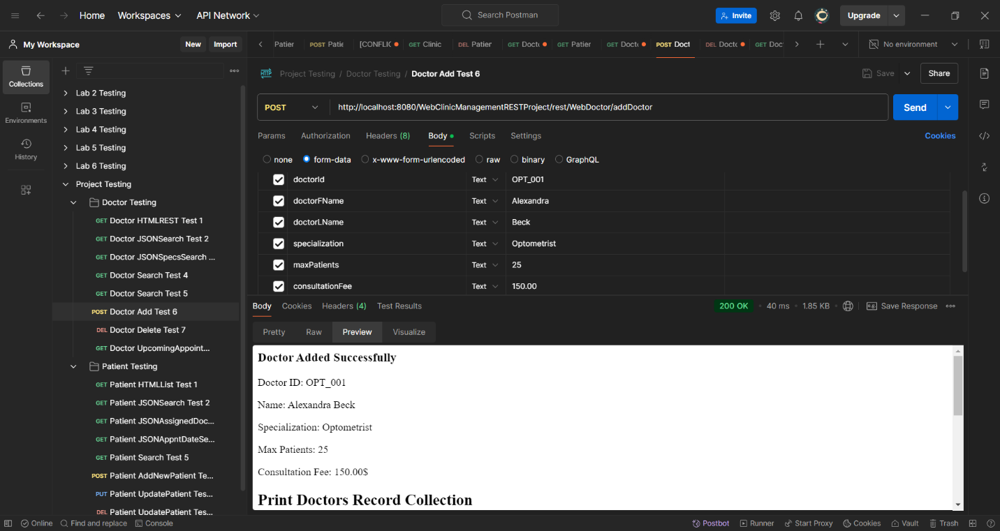 Home Workspaces API Network Search Postman Invite Upgrade
My Workspace New Import Patier POST Patie [CONFLIC GET Clinic DEL Patier GET Doct GET Patier GET Doct POST Doct DEL Doct GET Doc No environment
Collections
Environments
History
Lab 2 Testing
Lab 3 Testing
Lab 4 Testing
Lab 5 Testing
Lab 6 Testing
Project Testing
Doctor Testing
GET Doctor HTMLREST Test 1
GET Doctor JSONSearch Test 2
GET Doctor JSONSpecsSearch ...
GET Doctor Search Test 4
GET Doctor Search Test 5
POST Doctor Add Test 6
DEL Doctor Delete Test 7
GET Doctor UpcomingAppoint...
Patient Testing
GET Patient HTMLList Test 1
GET Patient JSONSearch Test 2
GET Patient JSONAssignedDoc...
GET Patient JSONAppntDateSe...
GET Patient Search Test 5
POST Patient AddNewPatient Te...
PUT Patient UpdatePatient Tes...
DEL Patient UpdatePatient Tes...
HTTP Project Testing / Doctor Testing / Doctor Add Test 6 Save Share
POST http://localhost:8080/WebClinicManagementRESTProject/rest/WebDoctor/addDoctor Send
Params Authorization Headers (8) Body Scripts Settings Cookies
none form-data x-www-form-urlencoded raw binary GraphQL
doctorId Text OPT_001
doctorFName Text Alexandra
doctorLName Text Beck
specialization Text Optometrist
maxPatients Text 25
consultationFee Text 150.00
Body Cookies Headers (4) Test Results 200 OK 40 ms 1.85 KB e.g. Save Response
Pretty Raw Preview Visualize
Doctor Added Successfully
Doctor ID: OPT_001
Name: Alexandra Beck
Specialization: Optometrist
Max Patients: 25
Consultation Fee: 150.00$
Print Doctors Record Collection
Online Find and replace Console Postbot Runner Start Proxy Cookies Vault Trash